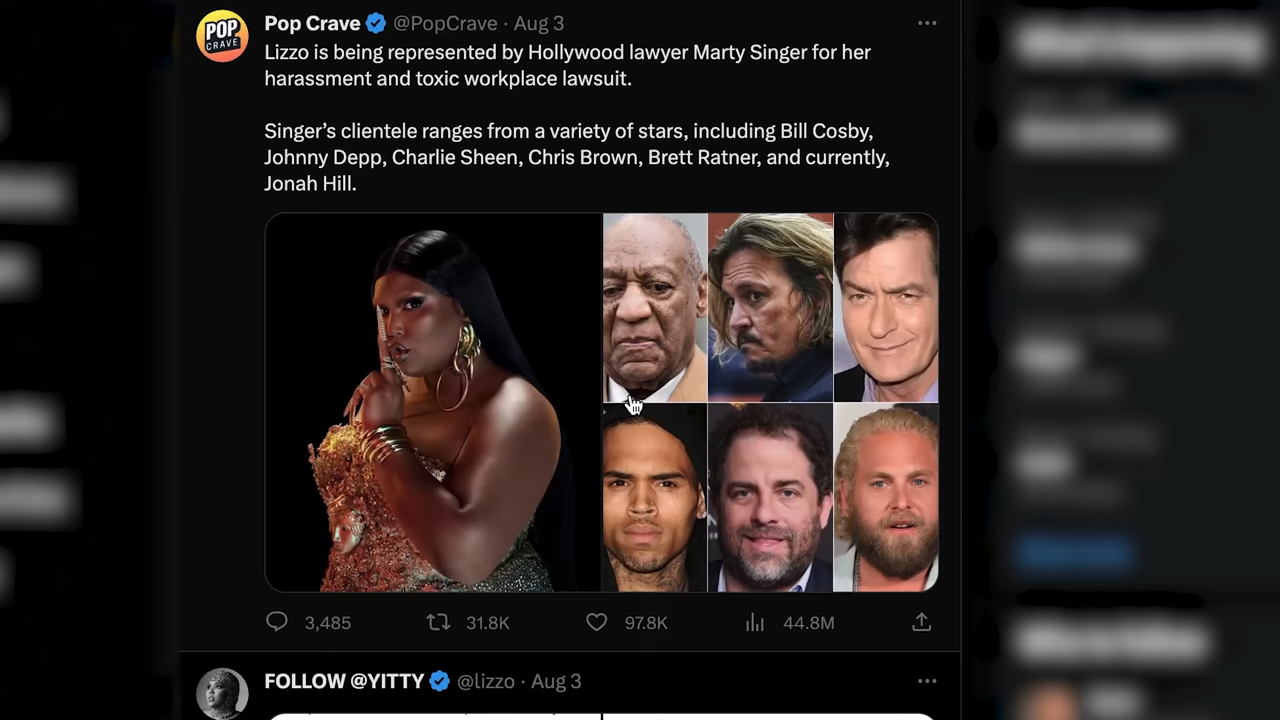 POP
CRAVE
Pop Crave @PopCrave · Aug 3
Lizzo is being represented by Hollywood lawyer Marty Singer for her
harassment and toxic workplace lawsuit.
Singer’s clientele ranges from a variety of stars, including Bill Cosby,
Johnny Depp, Charlie Sheen, Chris Brown, Brett Ratner, and currently,
Jonah Hill.
3,485 31.8K 97.8K 44.8M
FOLLOW @YITTY @lizzo · Aug 3